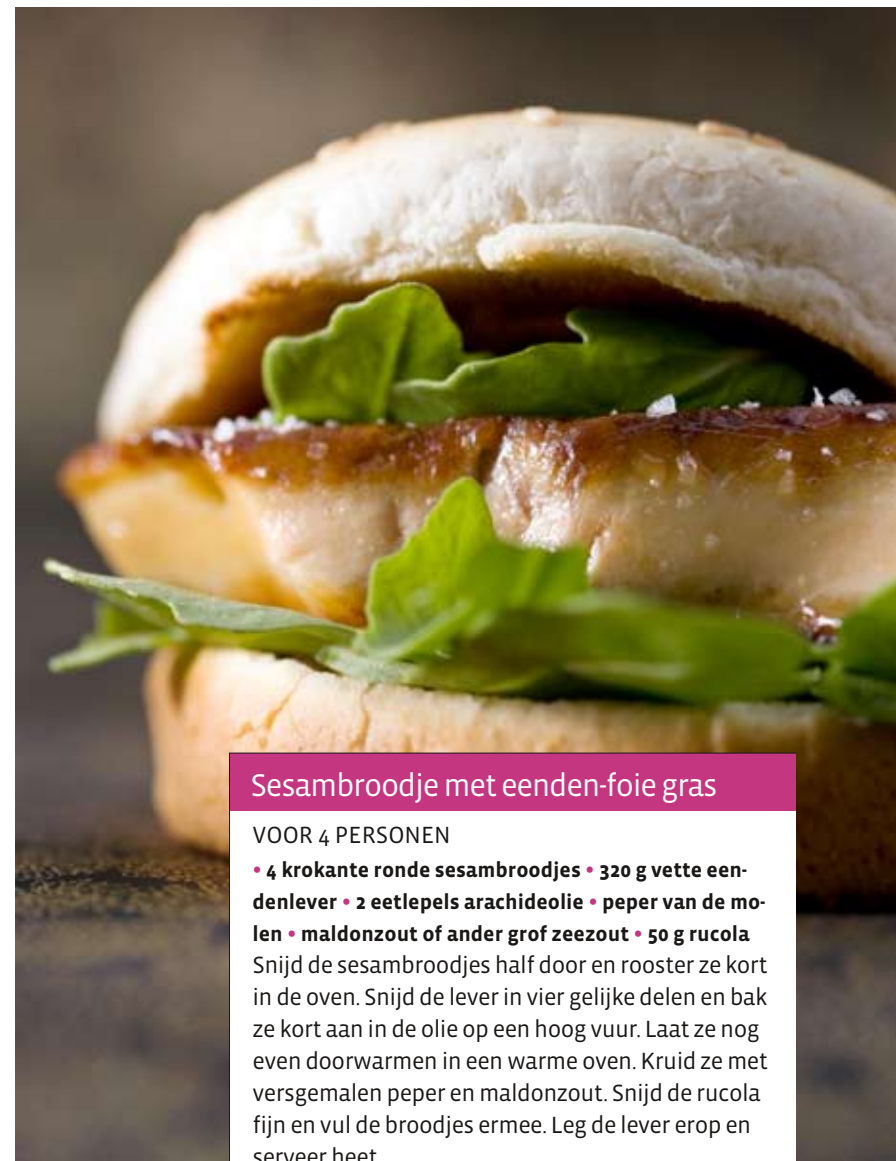 Sesambroodje met eenden-foie gras
VOOR 4 PERSONEN
• 4 krokante ronde sesambroodjes • 320 g vette een-
denlever • 2 eetlepels arachideolie • peper van de mo-
len • maldonzout of ander grof zeezout • 50 g rucola
Snijd de sesambroodjes half door en rooster ze kort
in de oven. Snijd de lever in vier gelijke delen en bak
ze kort aan in de olie op een hoog vuur. Laat ze nog
even doorwarmen in een warme oven. Kruid ze met
versgemalen peper en maldonzout. Snijd de rucola
fijn en vul de broodjes ermee. Leg de lever erop en
serveer heet.